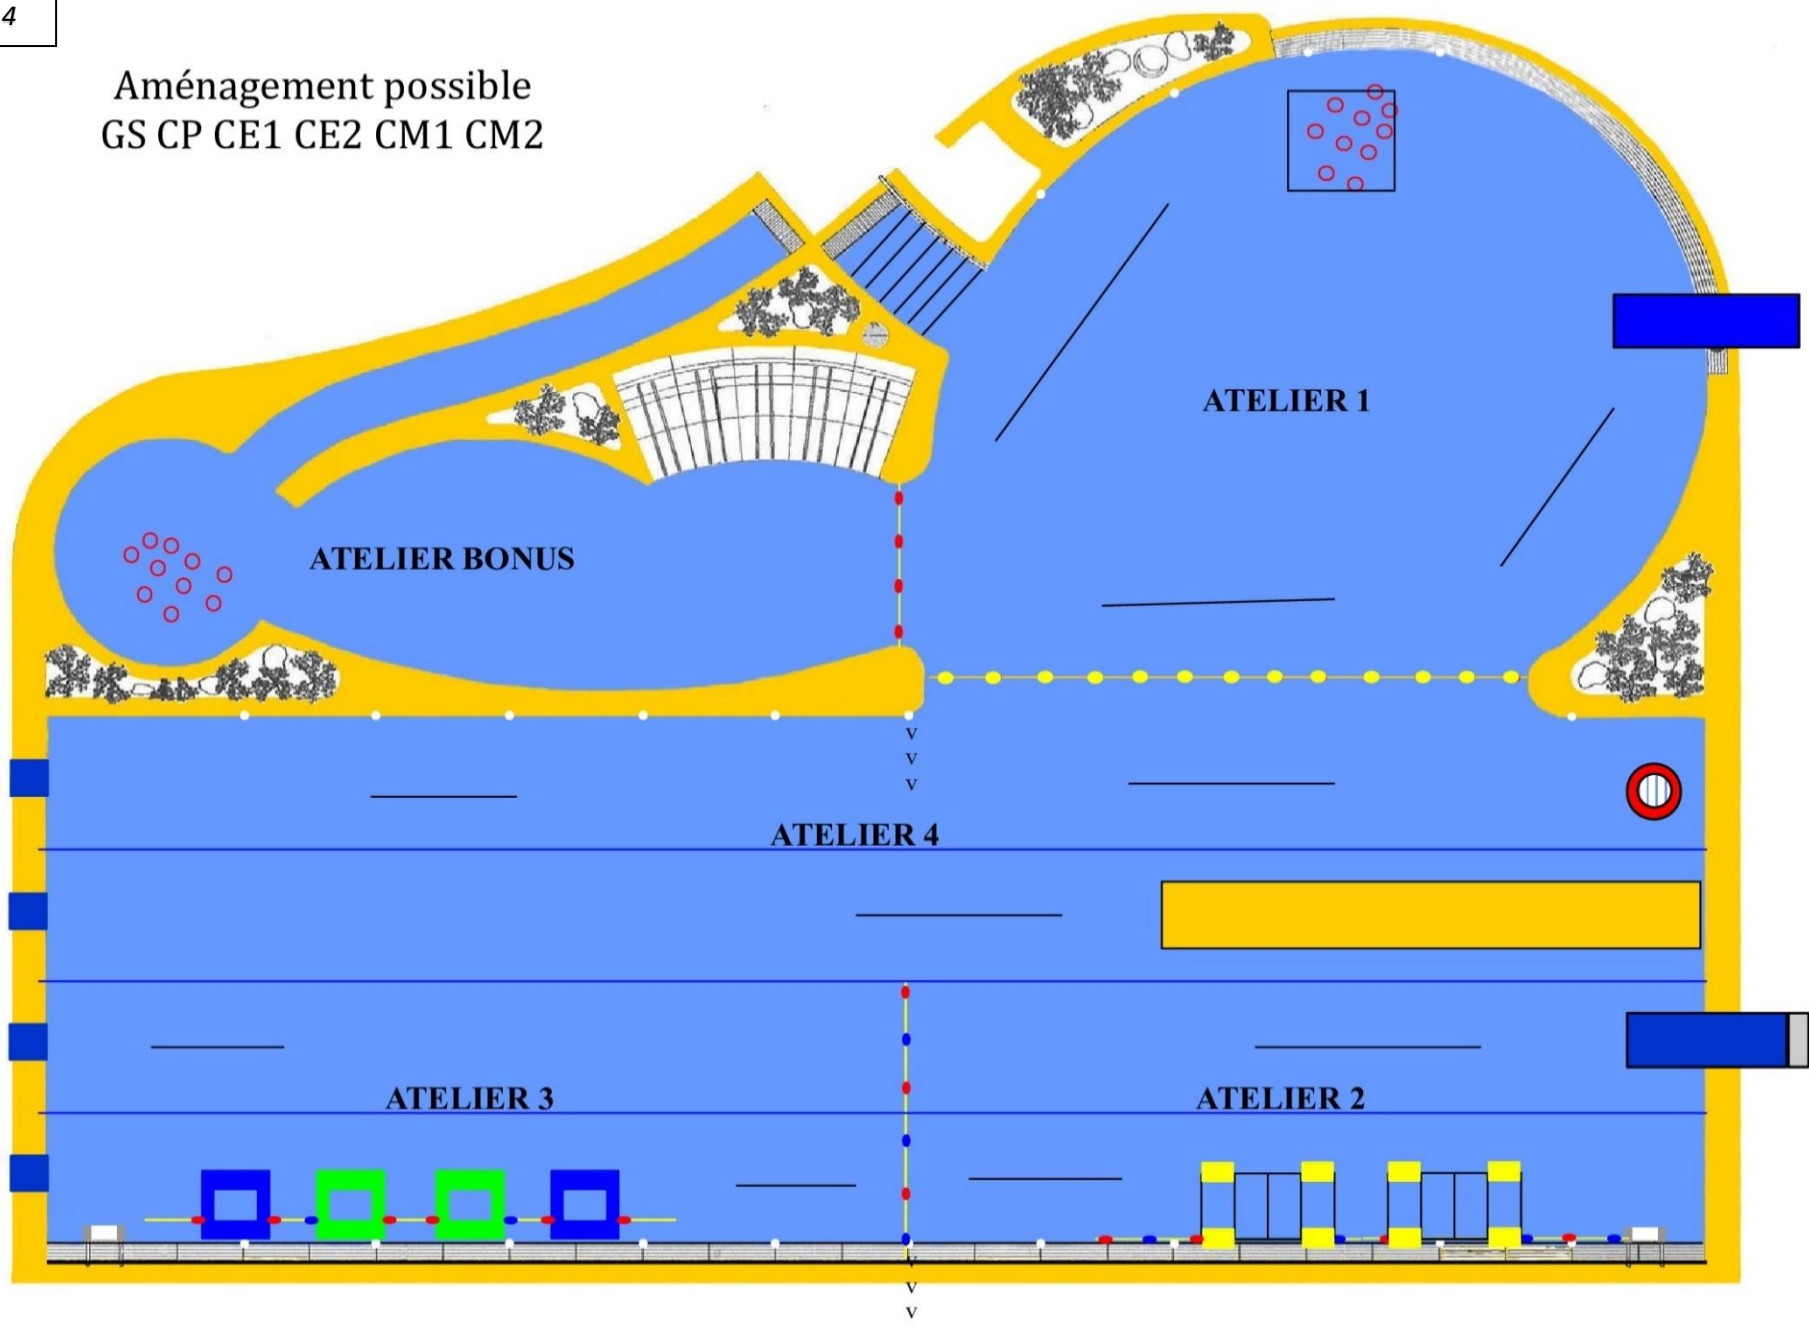 4
Aménagement possible
GS CP CE1 CE2 CM1 CM2
ATELIER 1
ATELIER BONUS
v
v
v
ATELIER 4
ATELIER 3
ATELIER 2
v
v
v